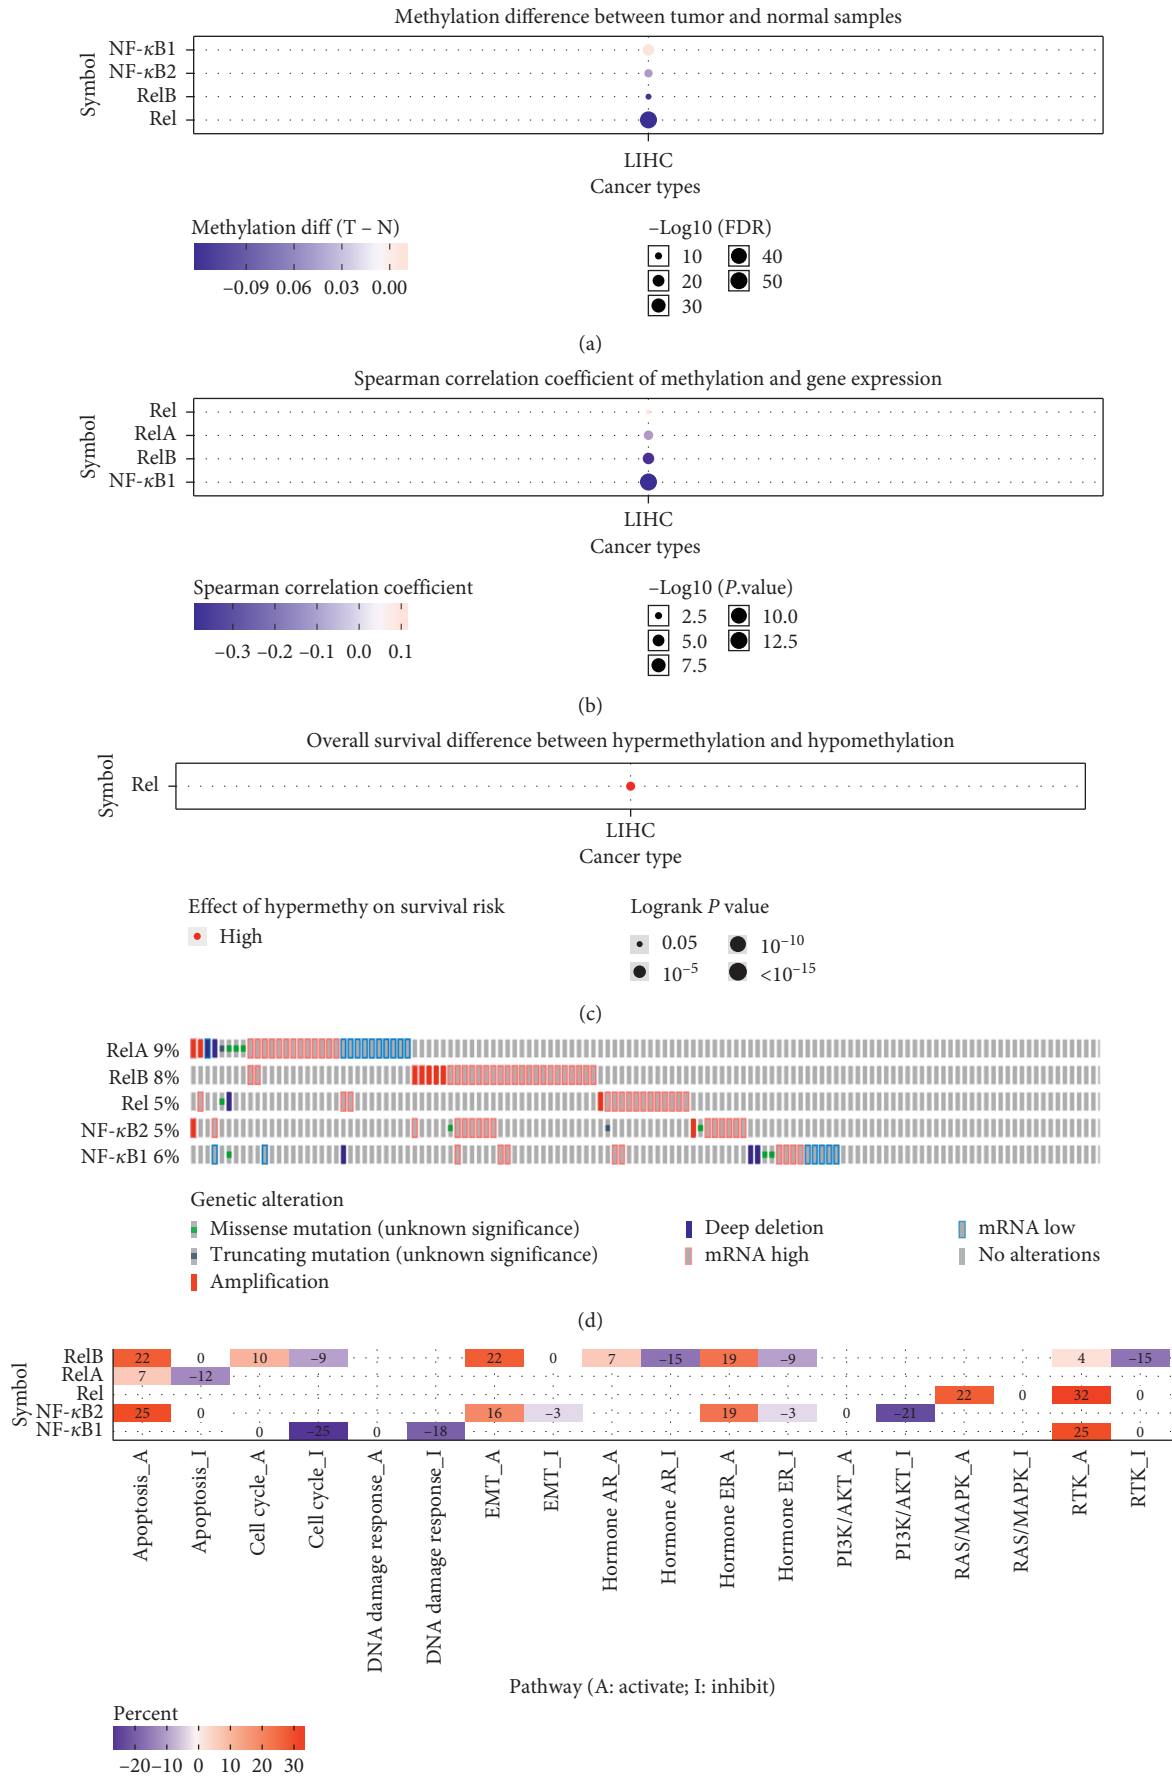 Methylation difference between tumor and normal samples
Symbol
NF-κB1
NF-κB2
RelB
Rel
LIHC
Cancer types
Methylation diff (T – N)
–0.09 0.06 0.03 0.00
–Log10 (FDR)
10 40
20 50
30
(a)
Spearman correlation coefficient of methylation and gene expression
Symbol
Rel
RelA
RelB
NF-κB1
LIHC
Cancer types
Spearman correlation coefficient
–0.3 –0.2 –0.1 0.0 0.1
–Log10 (P.value)
2.5 10.0
5.0 12.5
7.5
(b)
Overall survival difference between hypermethylation and hypomethylation
Symbol
Rel
LIHC
Cancer type
Effect of hypermethy on survival risk
High
Logrank P value
0.05 10⁻¹⁰
10⁻⁵ <10⁻¹⁵
(c)
RelA 9%
RelB 8%
Rel 5%
NF-κB2 5%
NF-κB1 6%
Genetic alteration
Missense mutation (unknown significance) Deep deletion mRNA low
Truncating mutation (unknown significance) mRNA high No alterations
Amplification
(d)
Symbol
RelB 22 0 10 –9 22 0 7 –15 19 –9 4 –15
RelA 7 –12
Rel 22 0 32 0
NF-κB2 25 0 16 –3 19 –3 0 –21
NF-κB1 0 –25 0 –18 25 0
Apoptosis_A
Apoptosis_I
Cell cycle_A
Cell cycle_I
DNA damage response_A
DNA damage response_I
EMT_A
EMT_I
Hormone AR_A
Hormone AR_I
Hormone ER_A
Hormone ER_I
PI3K/AKT_A
PI3K/AKT_I
RAS/MAPK_A
RAS/MAPK_I
RTK_A
RTK_I
Pathway (A: activate; I: inhibit)
Percent
–20 –10 0 10 20 30